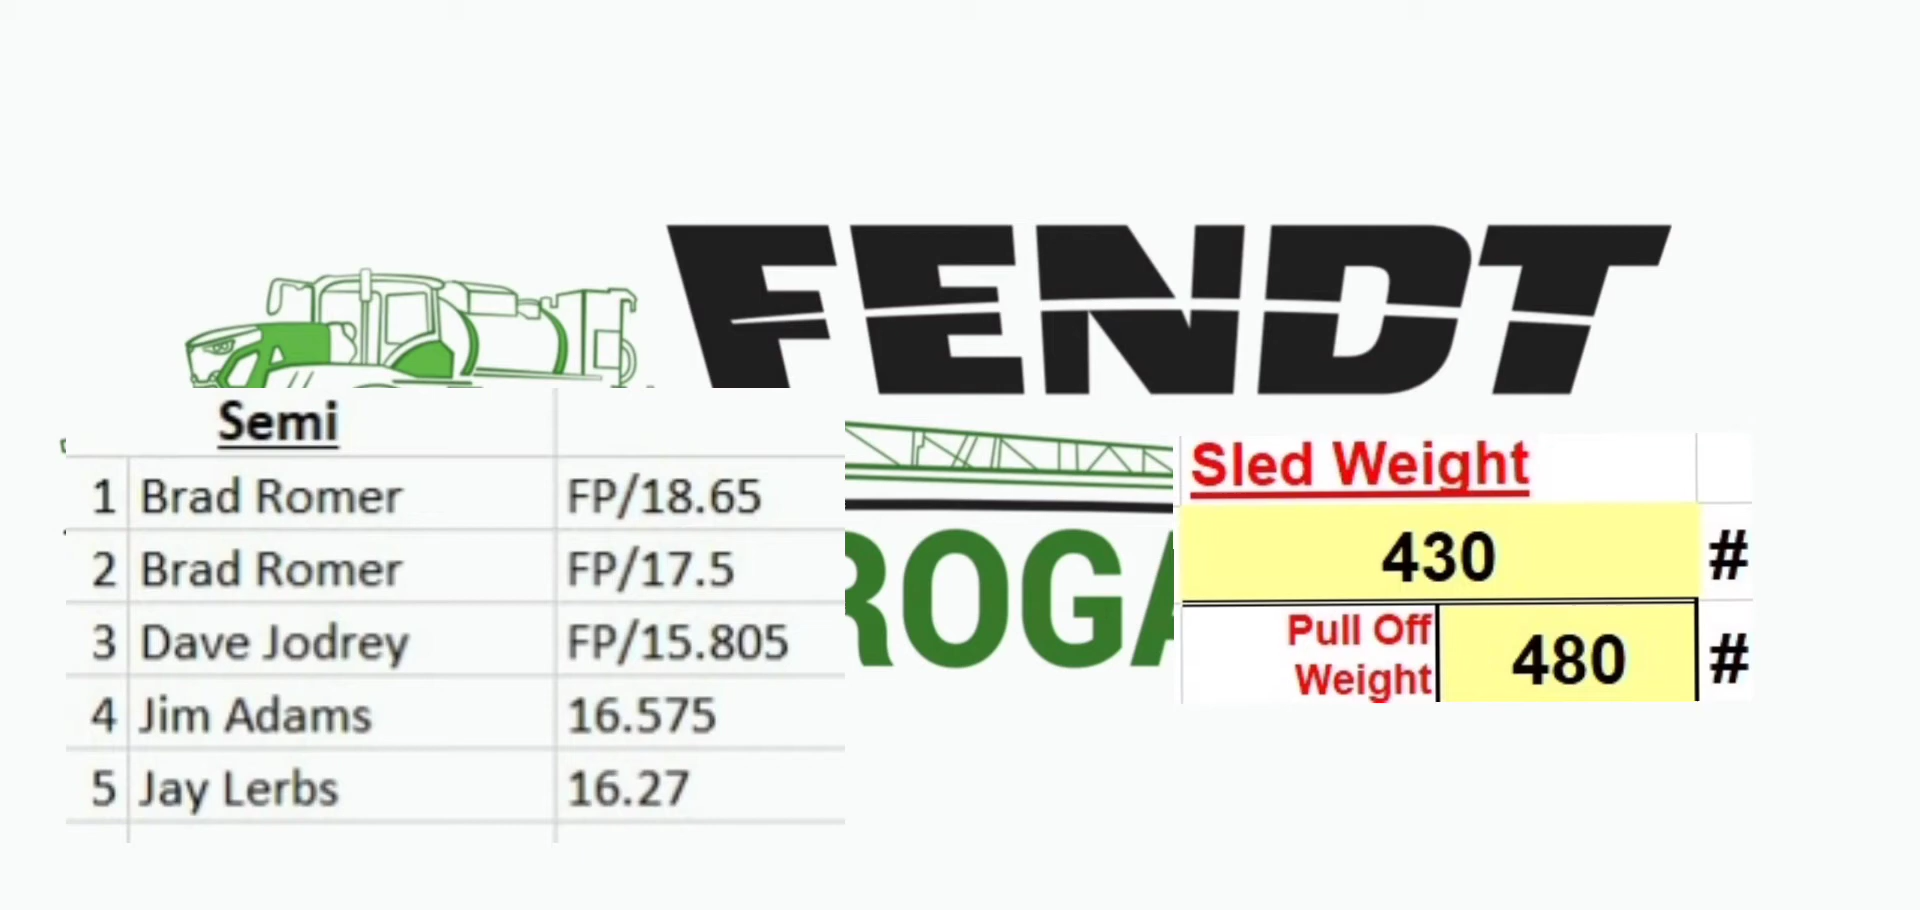 FENDT
ROGA
Semi
1 Brad Romer FP/18.65
2 Brad Romer FP/17.5
3 Dave Jodrey FP/15.805
4 Jim Adams 16.575
5 Jay Lerbs 16.27
Sled Weight
430 #
Pull Off
Weight
480 #